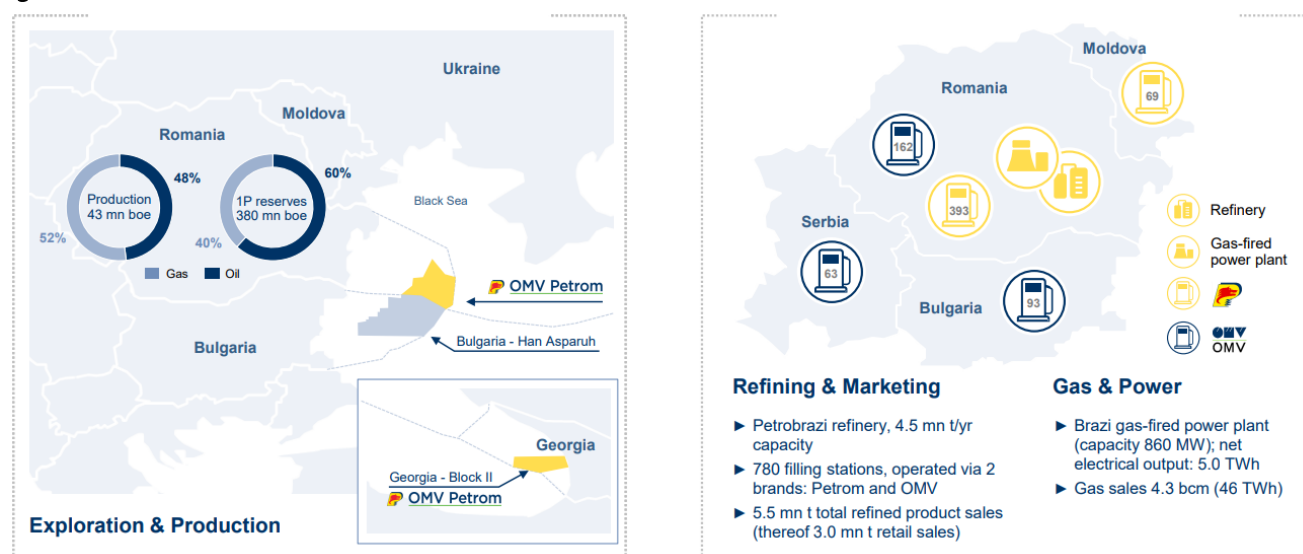 Ukraine
Moldova
Romania
48%
60%
Production
43 mn boe
1P reserves
380 mn boe
52%
40%
Gas
Oil
Black Sea
OMV Petrom
Bulgaria - Han Asparuh
Bulgaria
Georgia
Georgia - Block II
OMV Petrom
Exploration & Production
Moldova
69
Romania
162
393
Serbia
63
Bulgaria
93
Refinery
Gas-fired
power plant
OMV
OMV
Refining & Marketing
► Petrobrazi refinery, 4.5 mn t/yr
capacity
► 780 filling stations, operated via 2
brands: Petrom and OMV
► 5.5 mn t total refined product sales
(thereof 3.0 mn t retail sales)
Gas & Power
► Brazi gas-fired power plant
(capacity 860 MW); net
electrical output: 5.0 TWh
► Gas sales 4.3 bcm (46 TWh)